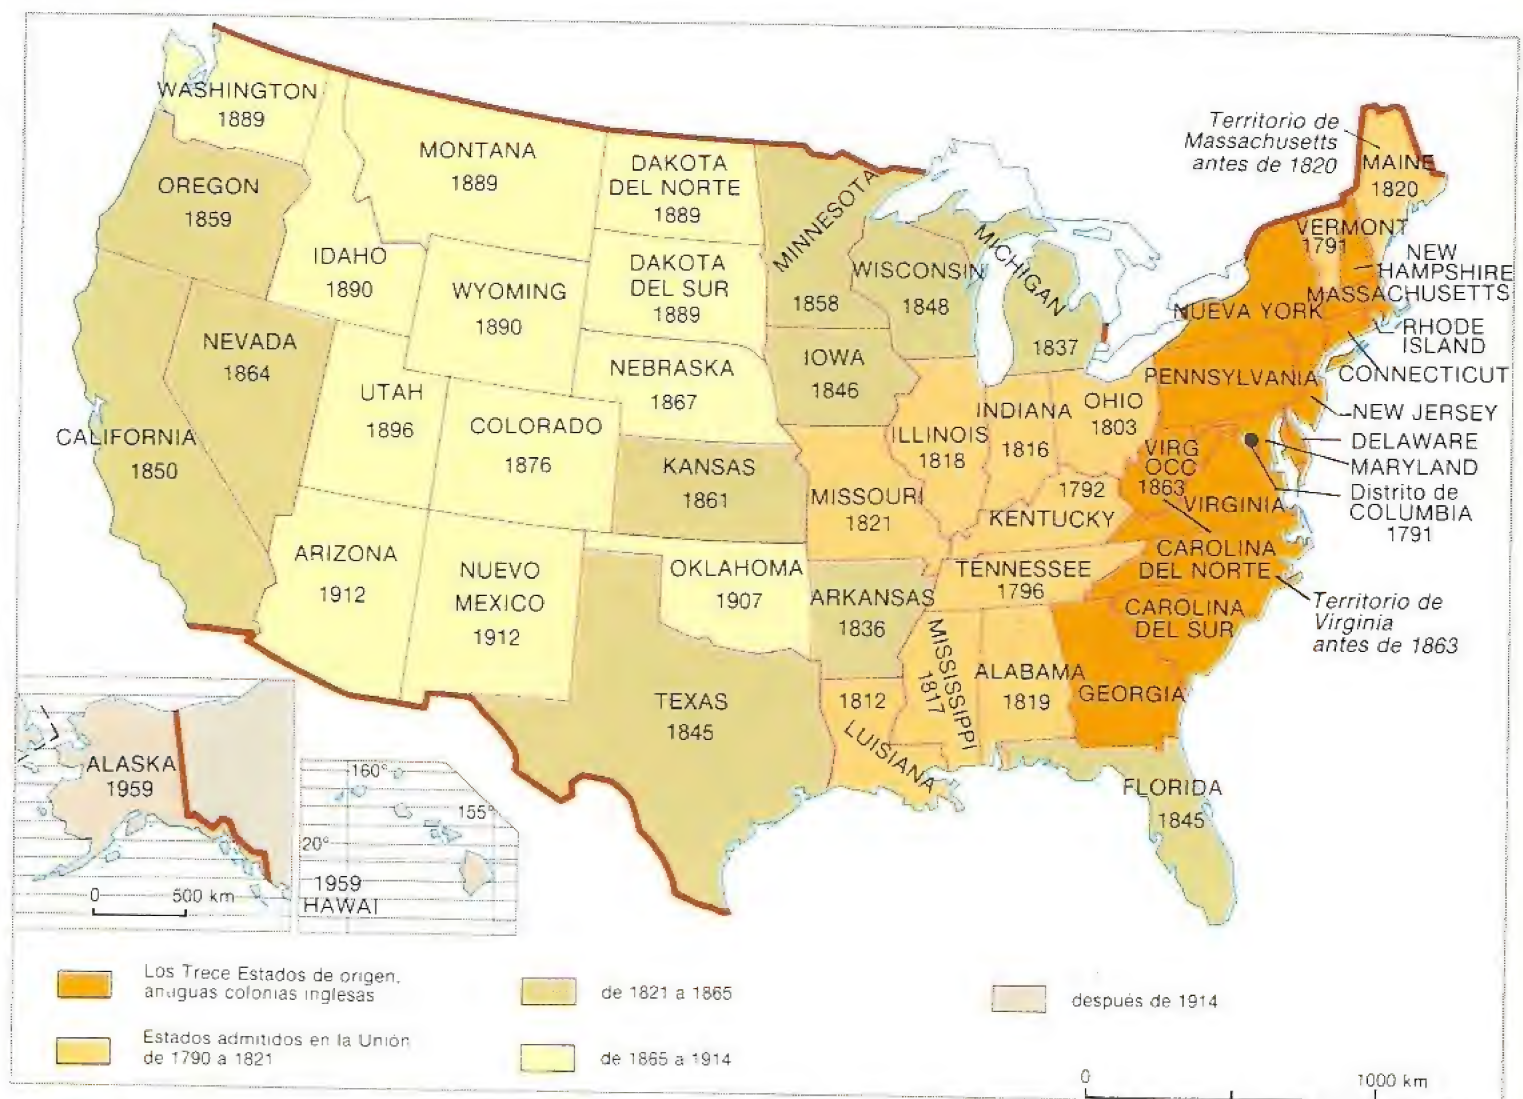 WASHINGTON
1889
MONTANA
1889
DAKOTA
DEL NORTE
1889
MINNESOTA
1858
OREGON
1859
IDAHO
1890
WYOMING
1890
DAKOTA
DEL SUR
1889
WISCONSIN
1848
MICHIGAN
1837
Territorio de
Massachusetts
antes de 1820
MAINE
1820
VERMONT
1791
NEW
HAMPSHIRE
MASSACHUSETTS
NUEVA YORK
RHODE
ISLAND
CONNECTICUT
PENNSYLVANIA
NEW JERSEY
DELAWARE
MARYLAND
Distrito de
COLUMBIA
1791
NEVADA
1864
UTAH
1896
COLORADO
1876
NEBRASKA
1867
IOWA
1846
ILLINOIS
1818
INDIANA
1816
OHIO
1803
VIRG
OCC
1863
VIRGINIA
CALIFORNIA
1850
KANSAS
1861
MISSOURI
1821
1792
KENTUCKY
ARIZONA
1912
NUEVO
MEXICO
1912
OKLAHOMA
1907
ARKANSAS
1836
TENNESSEE
1796
CAROLINA
DEL NORTE
CAROLINA
DEL SUR
Territorio de
Virginia
antes de 1863
TEXAS
1845
1812
LUISIANA
MISSISSIPPI
1817
ALABAMA
1819
GEORGIA
FLORIDA
1845
ALASKA
1959
0 500 km
160°
155°
20°
1959
HAWAI
Los Trece Estados de origen,
antiguas colonias inglesas
Estados admitidos en la Unión
de 1790 a 1821
de 1821 a 1865
de 1865 a 1914
después de 1914
0 1000 km